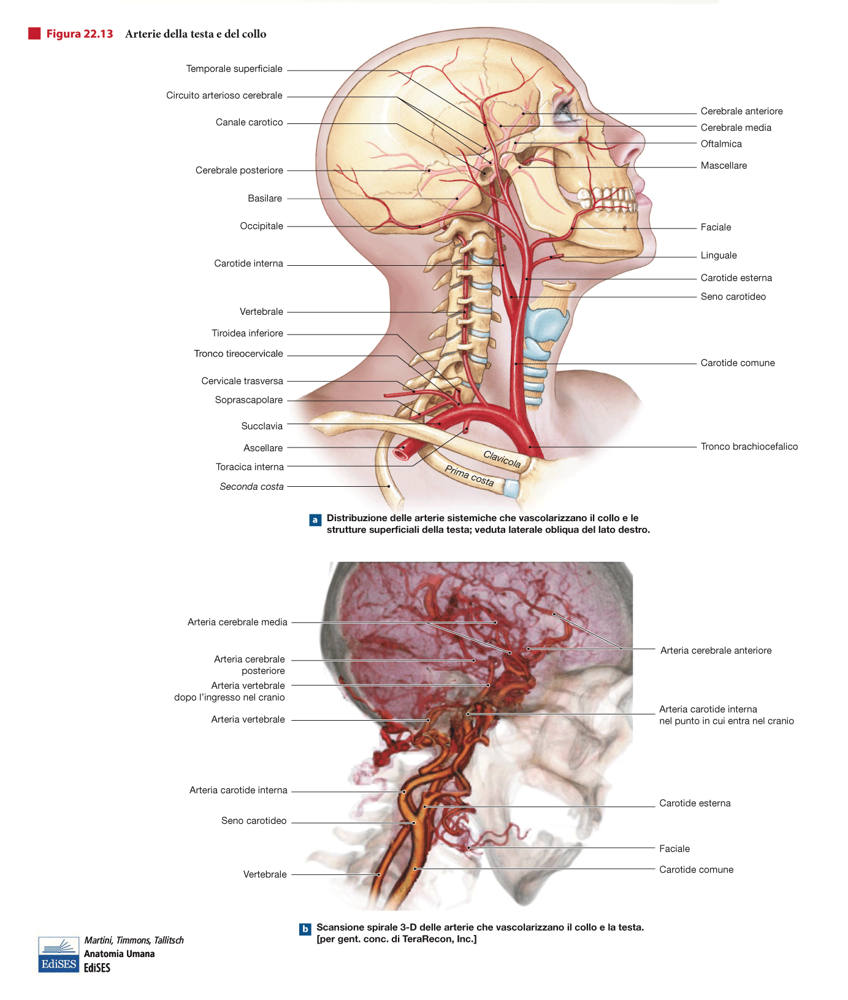 Figura 22.13 Arterie della testa e del collo
Temporale superficiale
Circuito arterioso cerebrale
Canale carotico
Cerebrale posteriore
Basilare
Occipitale
Carotide interna
Vertebrale
Tiroidea inferiore
Tronco tireocervicale
Cervicale trasversa
Soprascapolare
Succlavia
Ascellare
Toracica interna
Seconda costa
Cerebrale anteriore
Cerebrale media
Oftalmica
Mascellare
Faciale
Linguale
Carotide esterna
Seno carotideo
Carotide comune
Tronco brachiocefalico
Clavicola
Prima costa
a Distribuzione delle arterie sistemiche che vascolarizzano il collo e le
strutture superficiali della testa; veduta laterale obliqua del lato destro.
Arteria cerebrale media
Arteria cerebrale
posteriore
Arteria vertebrale
dopo l'ingresso nel cranio
Arteria vertebrale
Arteria carotide interna
Seno carotideo
Vertebrale
Arteria cerebrale anteriore
Arteria carotide interna
nel punto in cui entra nel cranio
Carotide esterna
Faciale
Carotide comune
b Scansione spirale 3-D delle arterie che vascolarizzano il collo e la testa.
[per gent. conc. di TeraRecon, Inc.]
Martini, Timmons, Tallitsch
Anatomia Umana
EdiSES
EdiSES